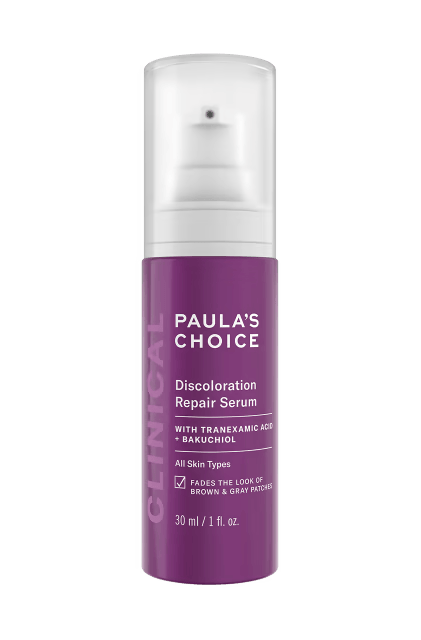 CLINICAL
PAULA'S
CHOICE
Discoloration
Repair Serum
WITH TRANEXAMIC ACID
+ BAKUCHIOL
All Skin Types
FADES THE LOOK OF
BROWN & GRAY PATCHES
30 ml / 1 fl. oz.